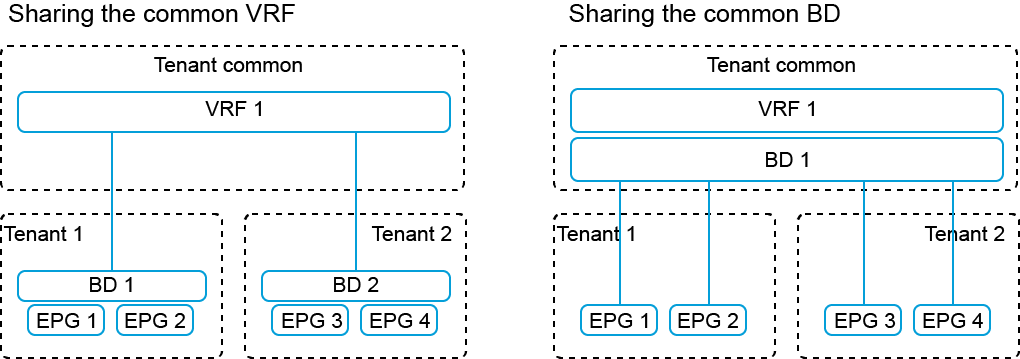 Sharing the common VRF
Tenant common
VRF 1
Tenant 1
BD 1
EPG 1
EPG 2
Tenant 2
BD 2
EPG 3
EPG 4
Sharing the common BD
Tenant common
VRF 1
BD 1
Tenant 1
EPG 1
EPG 2
Tenant 2
EPG 3
EPG 4